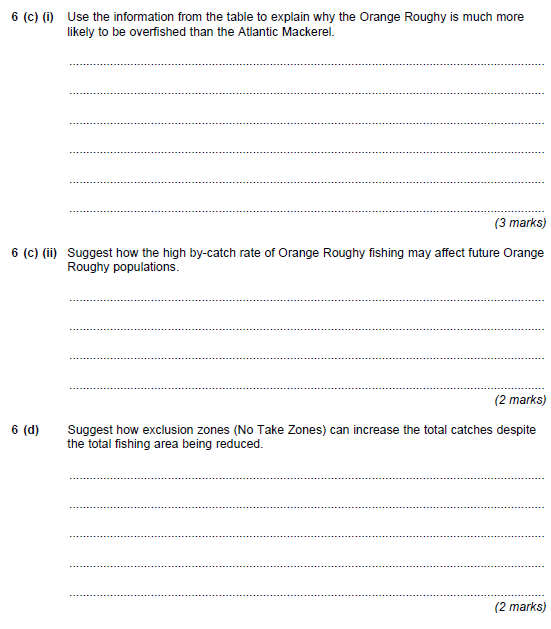 6 (c) (i) Use the information from the table to explain why the Orange Roughy is much more
likely to be overfished than the Atlantic Mackerel.
(3 marks)
6 (c) (ii) Suggest how the high by-catch rate of Orange Roughy fishing may affect future Orange
Roughy populations.
(2 marks)
6 (d) Suggest how exclusion zones (No Take Zones) can increase the total catches despite
the total fishing area being reduced.
(2 marks)